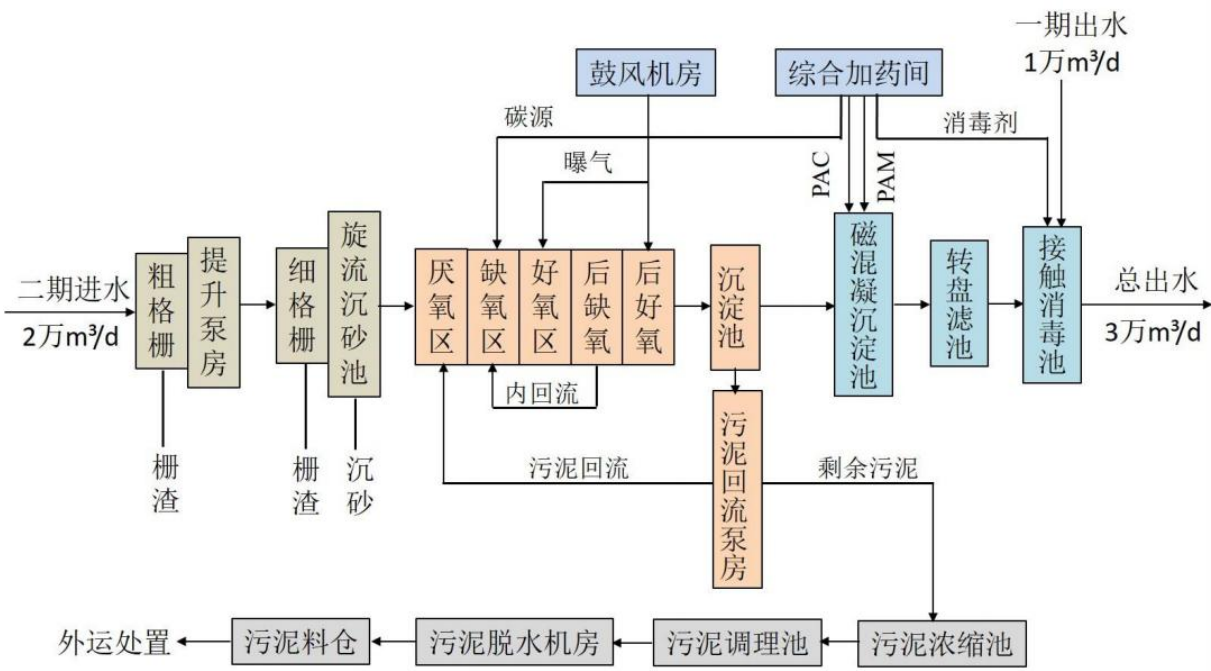 一期出水
1万m³/d
鼓风机房
综合加药间
碳源
消毒剂
曝气
PAC
PAM
二期进水
2万m³/d
粗格栅
提升泵房
细格栅
旋流沉砂池
厌氧区
缺氧区
好氧区
后缺氧
后好氧
沉淀池
磁混凝沉淀池
转盘滤池
接触消毒池
总出水
3万m³/d
内回流
栅渣
栅渣
沉砂
污泥回流
污泥回流泵房
剩余污泥
外运处置
污泥料仓
污泥脱水机房
污泥调理池
污泥浓缩池